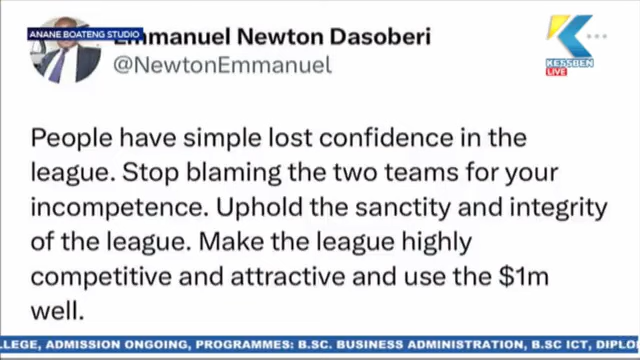 ANANE BOATENG STUDIO
Emmanuel Newton Dasoberi
@NewtonEmmanuel
KESSBEN
LIVE
People have simple lost confidence in the
league. Stop blaming the two teams for your
incompetence. Uphold the sanctity and integrity
of the league. Make the league highly
competitive and attractive and use the $1m
well.
LLEGE, ADMISSION ONGOING, PROGRAMMES: B.SC. BUSINESS ADMINISTRATION, B.SC ICT, DIPLO